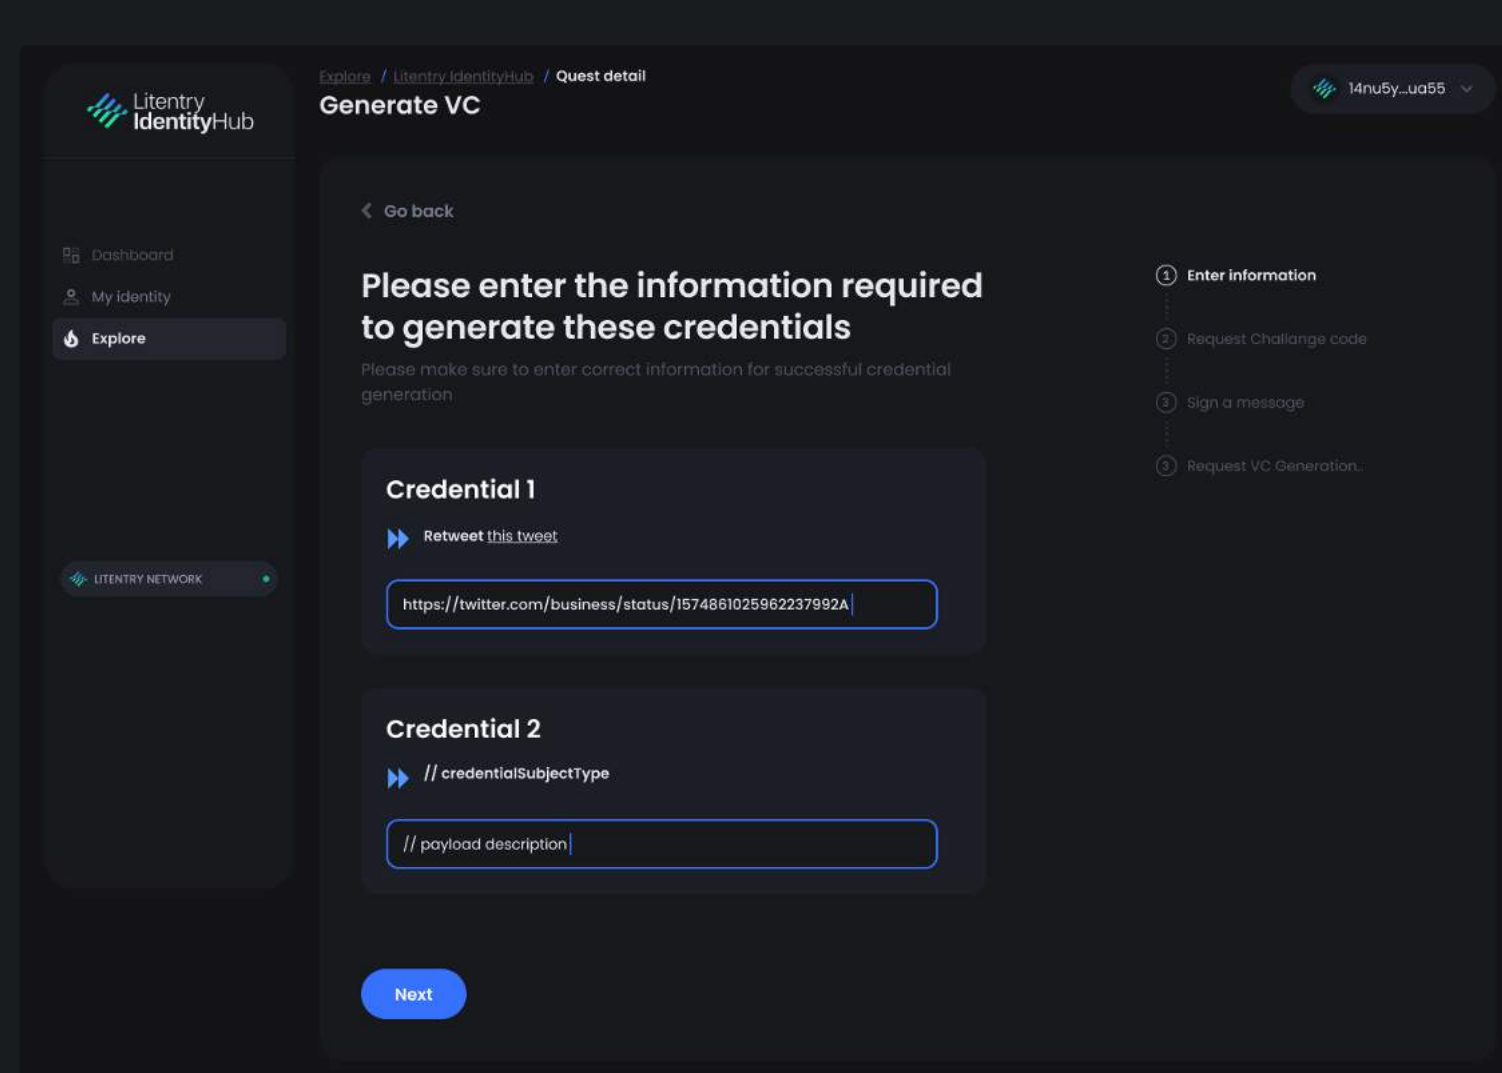 Litentry
IdentityHub
Explore / Litentry IdentityHub / Quest detail
Generate VC
14nu5y...ua55
Dashboard
My identity
Explore
LITENTRY NETWORK
Go back
Please enter the information required
to generate these credentials
Please make sure to enter correct information for successful credential
generation
Credential 1
Retweet this tweet
https://twitter.com/business/status/1574861025962237992A
Credential 2
// credentialSubjectType
// payload description
Next
1 Enter information
2 Request Challange code
3 Sign a message
3 Request VC Generation..